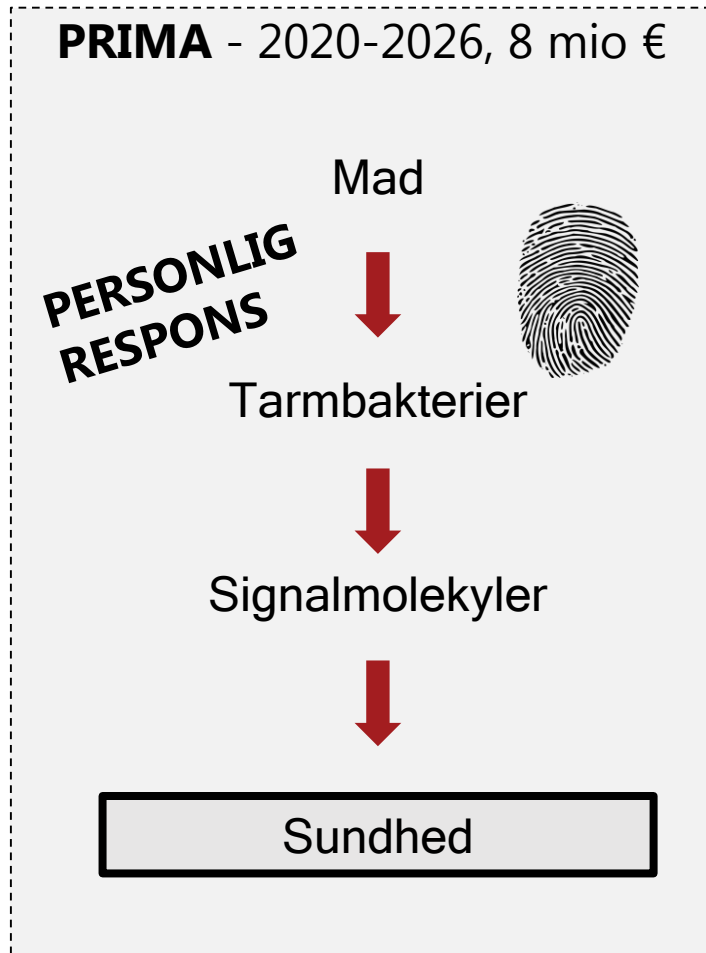 PRIMA - 2020-2026, 8 mio €
Mad
PERSONLIG
RESPONS
Tarmbakterier
Signalmolekyler
Sundhed